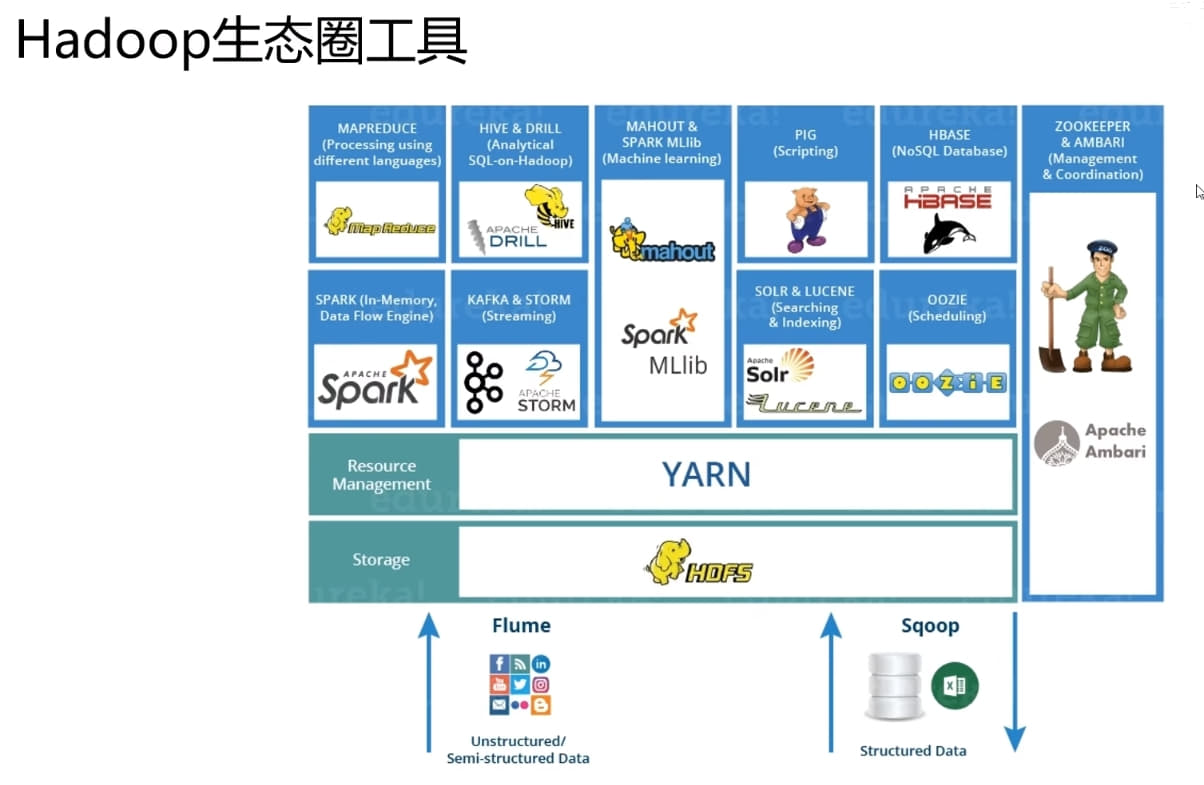 Hadoop生态圈工具
MAPREDUCE
(Processing using
different languages)
Map Reduce
HIVE & DRILL
(Analytical
SQL-on-Hadoop)
HIVE
APACHE
DRILL
MAHOUT &
SPARK MLlib
(Machine learning)
mahout
Spark
MLlib
PIG
(Scripting)
HBASE
(NoSQL Database)
APACHE
HBASE
ZOOKEEPER
& AMBARI
(Management
& Coordination)
Apache
Ambari
SPARK (In-Memory,
Data Flow Engine)
APACHE
Spark
KAFKA & STORM
(Streaming)
APACHE
STORM
SOLR & LUCENE
(Searching
& Indexing)
Apache
Solr
Lucene
OOZIE
(Scheduling)
OOZIE
Resource
Management
YARN
Storage
HDFS
Flume
Unstructured/
Semi-structured Data
Sqoop
Structured Data
edureka!